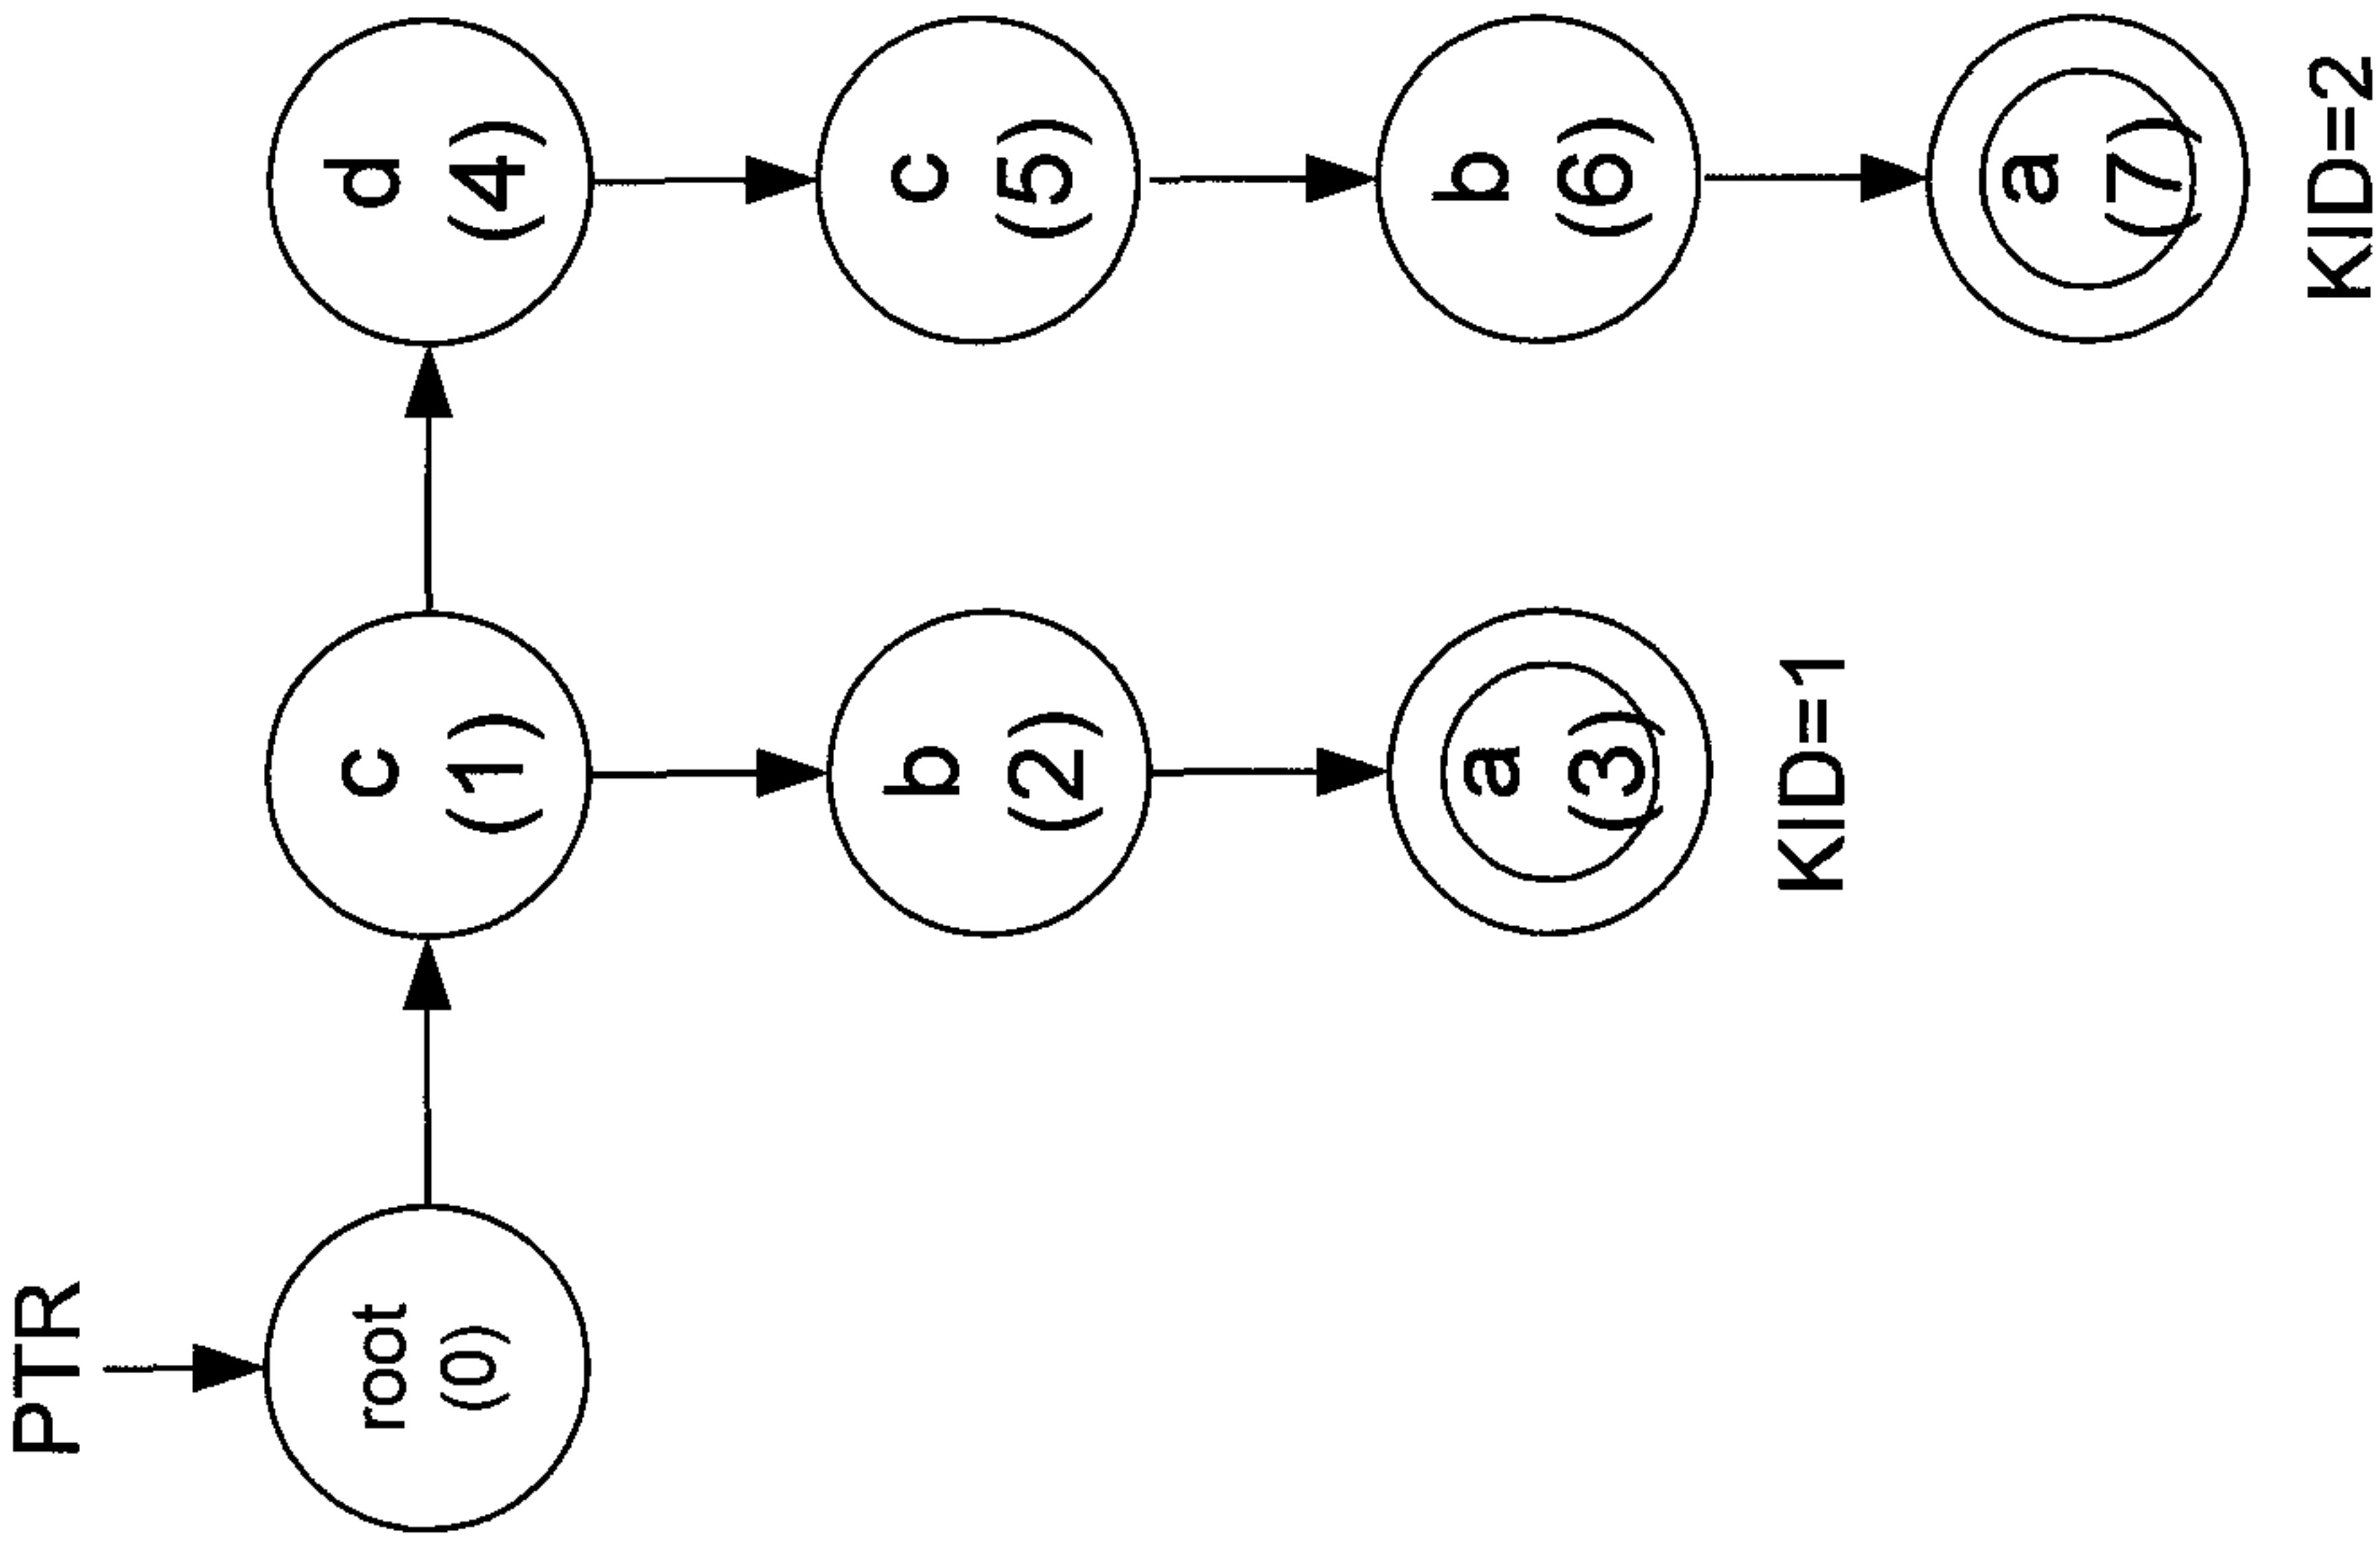 PTR
root
(0)
c
(1)
d
(4)
b
(2)
c
(5)
a
(3)
KID=1
b
(6)
a
(7)
KID=2